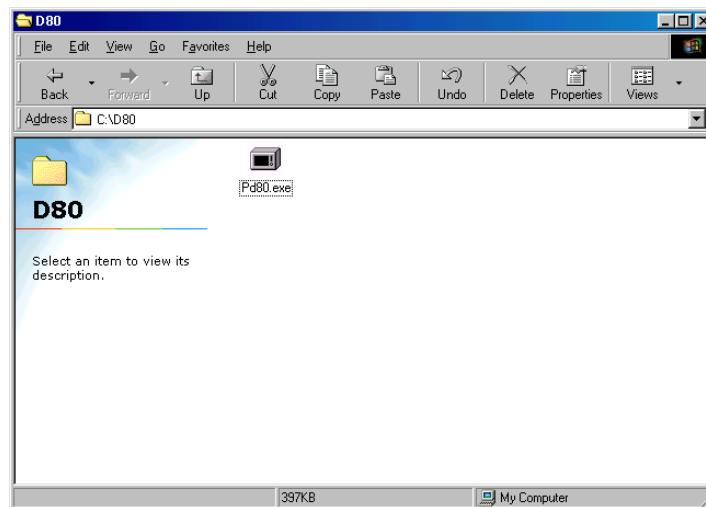 D80
File Edit View Go Favorites Help
Back Forward Up Cut Copy Paste Undo Delete Properties Views
Address C:\D80
Pd80.exe
D80
Select an item to view its
description.
397KB My Computer